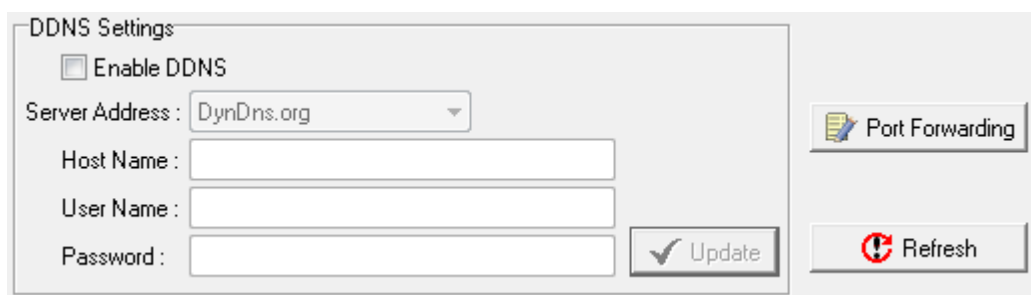 DDNS Settings
Enable DDNS
Server Address : DynDns.org
Port Forwarding
Host Name :
User Name :
Password :
Update
Refresh